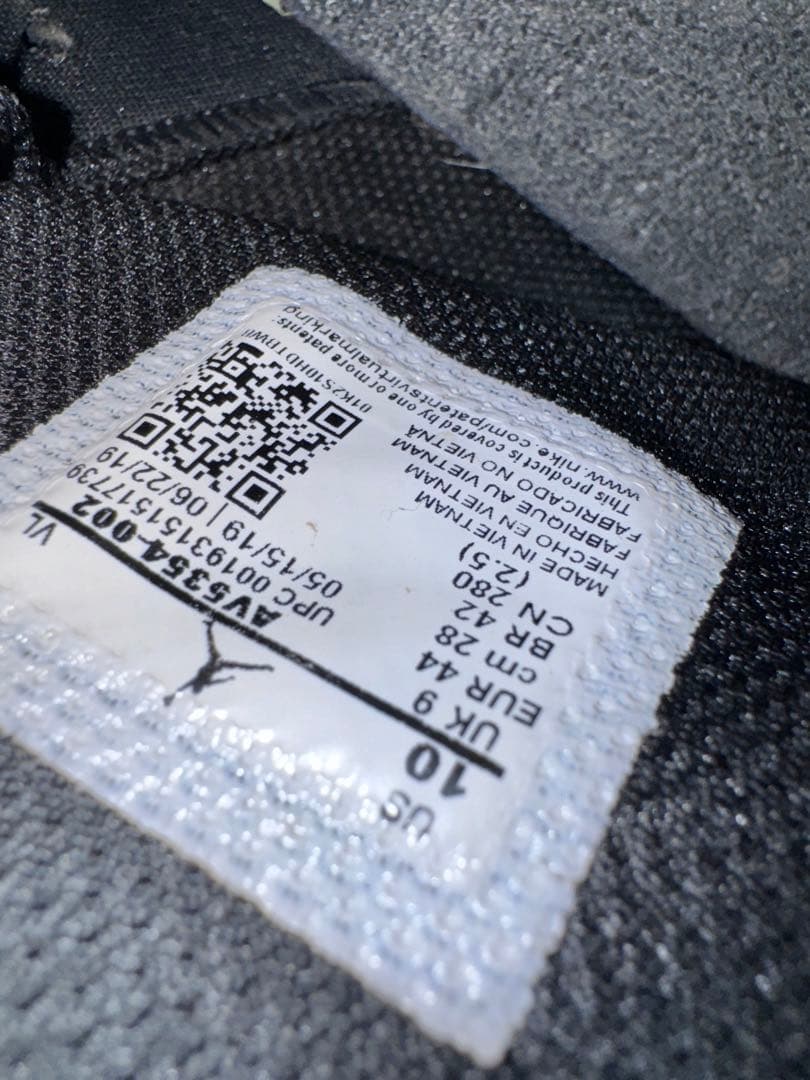 US
10
UK 9
EUR 44
cm 28
BR 42
CN 280
(2.5)
VL
AV5354-002
UPC 00193151517739
05/15/19 | 06/22/19
MADE IN VIETNAM
HECHO EN VIETNAM
FABRIQUE AU VIETNAM
FABRICADO NO VIETNÃ
This product is covered by one or more patents:
www.nike.com/patentsvirtualmarking